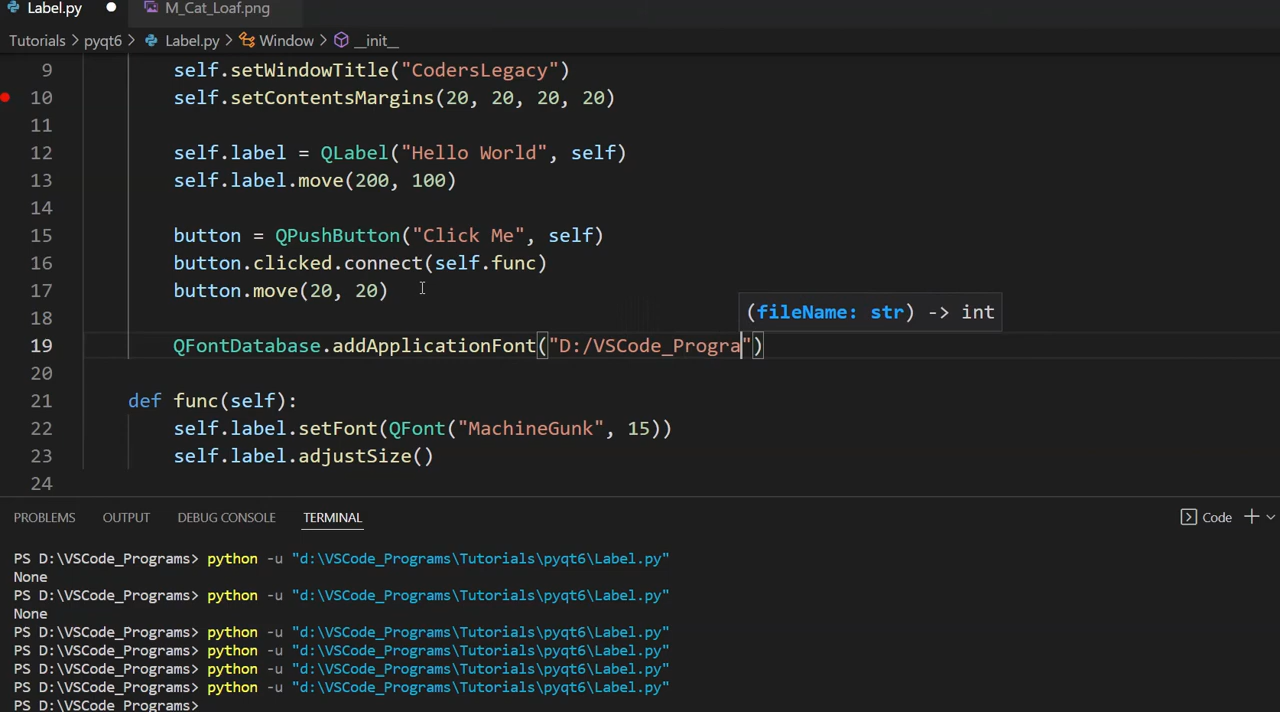 Label.py M_Cat_Loaf.png
Tutorials > pyqt6 > Label.py > Window > __init__
9 self.setWindowTitle("CodersLegacy")
10 self.setContentsMargins(20, 20, 20, 20)
11
12 self.label = QLabel("Hello World", self)
13 self.label.move(200, 100)
14
15 button = QPushButton("Click Me", self)
16 button.clicked.connect(self.func)
17 button.move(20, 20)
(fileName: str) -> int
18
19 QFontDatabase.addApplicationFont("D:/VSCode_Progra")
20
21 def func(self):
22 self.label.setFont(QFont("MachineGunk", 15))
23 self.label.adjustSize()
24
PROBLEMS OUTPUT DEBUG CONSOLE TERMINAL Code
PS D:\VSCode_Programs> python -u "d:\VSCode_Programs\Tutorials\pyqt6\Label.py"
None
PS D:\VSCode_Programs> python -u "d:\VSCode_Programs\Tutorials\pyqt6\Label.py"
None
PS D:\VSCode_Programs> python -u "d:\VSCode_Programs\Tutorials\pyqt6\Label.py"
PS D:\VSCode_Programs> python -u "d:\VSCode_Programs\Tutorials\pyqt6\Label.py"
PS D:\VSCode_Programs> python -u "d:\VSCode_Programs\Tutorials\pyqt6\Label.py"
PS D:\VSCode_Programs> python -u "d:\VSCode_Programs\Tutorials\pyqt6\Label.py"
PS D:\VSCode_Programs>